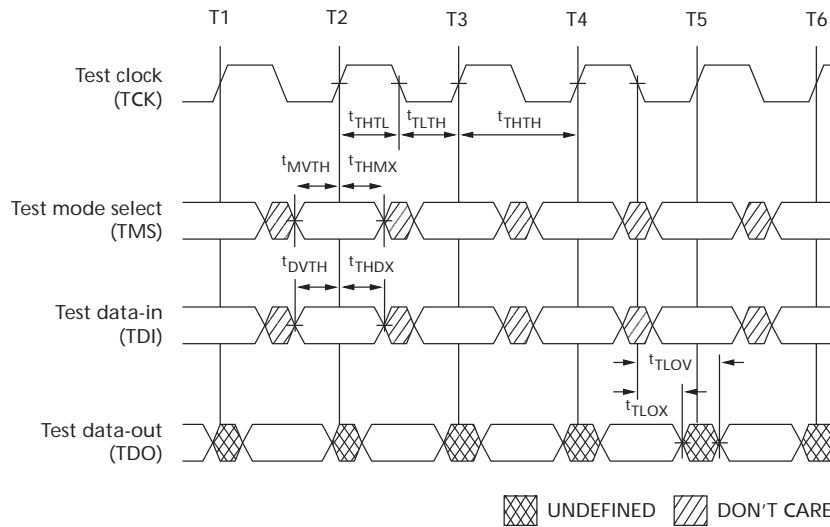 T1 T2 T3 T4 T5 T6
Test clock
(TCK)
tTHTL tTLTH tTHTH
tMVTH tTHMX
Test mode select
(TMS)
tDVTH tTHDX
Test data-in
(TDI)
tTLOV
tTLOX
Test data-out
(TDO)
UNDEFINED DON'T CARE